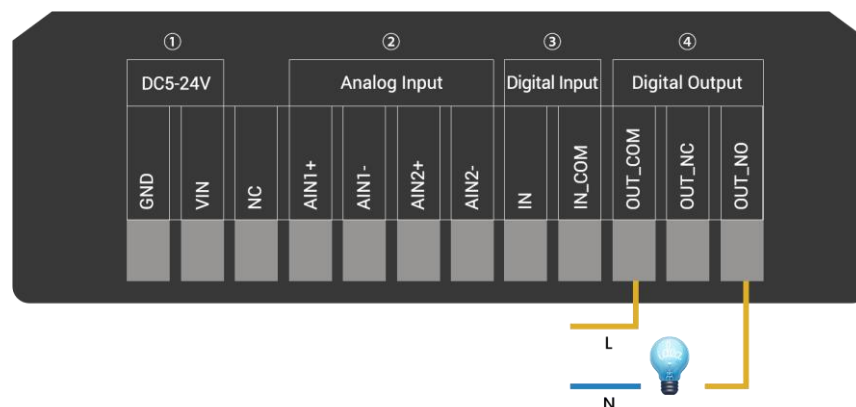 ① ② ③ ④
DC5-24V Analog Input Digital Input Digital Output
GND VIN NC AIN1+ AIN1- AIN2+ AIN2- IN IN_COM OUT_COM OUT_NC OUT_NO
L
N